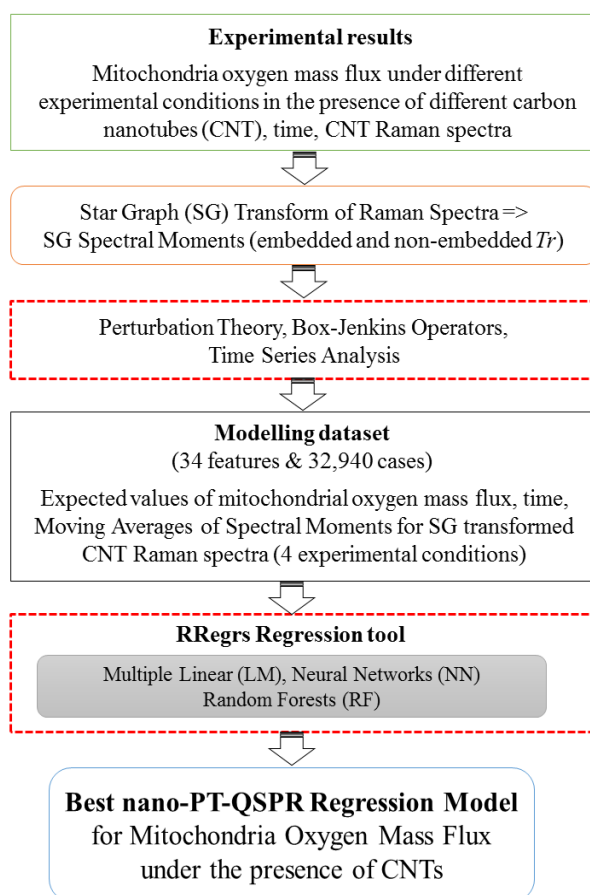 Experimental results
Mitochondria oxygen mass flux under different
experimental conditions in the presence of different carbon
nanotubes (CNT), time, CNT Raman spectra
Star Graph (SG) Transform of Raman Spectra =>
SG Spectral Moments (embedded and non-embedded Tr)
Perturbation Theory, Box-Jenkins Operators,
Time Series Analysis
Modelling dataset
(34 features & 32,940 cases)
Expected values of mitochondrial oxygen mass flux, time,
Moving Averages of Spectral Moments for SG transformed
CNT Raman spectra (4 experimental conditions)
RRegrs Regression tool
Multiple Linear (LM), Neural Networks (NN)
Random Forests (RF)
Best nano-PT-QSPR Regression Model
for Mitochondria Oxygen Mass Flux
under the presence of CNTs